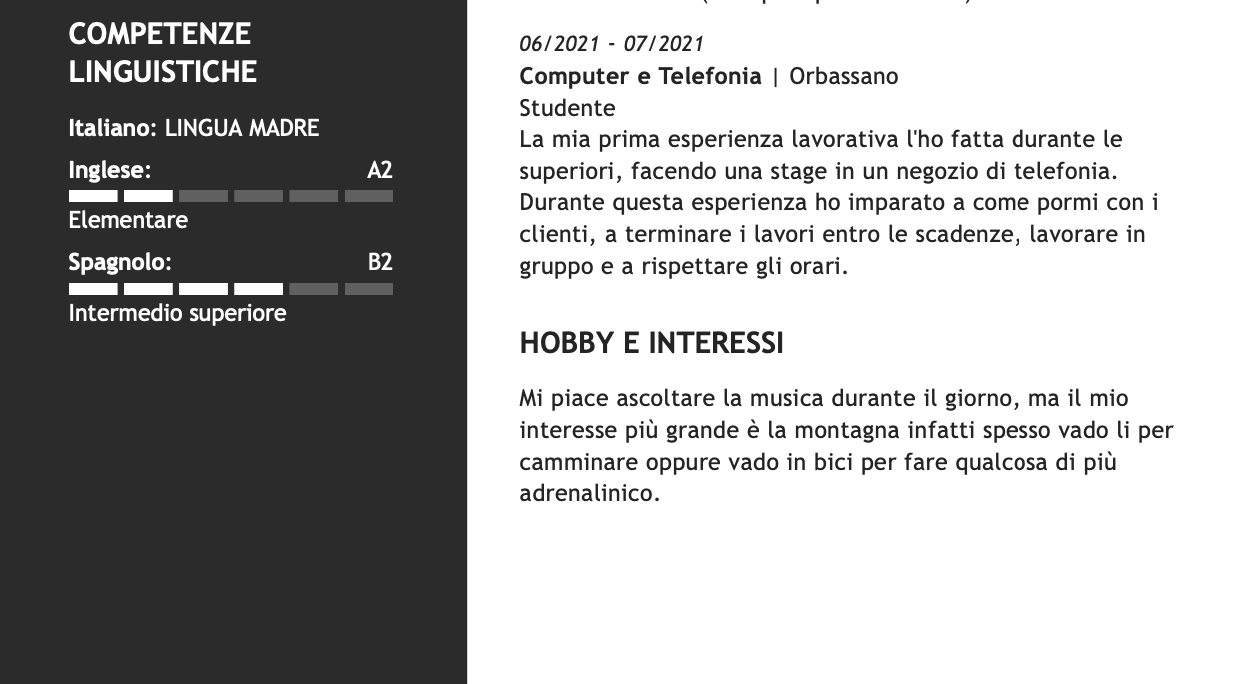 COMPETENZE
LINGUISTICHE
Italiano: LINGUA MADRE
Inglese: A2
Elementare
Spagnolo: B2
Intermedio superiore
06/2021 - 07/2021
Computer e Telefonia | Orbassano
Studente
La mia prima esperienza lavorativa l'ho fatta durante le
superiori, facendo una stage in un negozio di telefonia.
Durante questa esperienza ho imparato a come pormi con i
clienti, a terminare i lavori entro le scadenze, lavorare in
gruppo e a rispettare gli orari.
HOBBY E INTERESSI
Mi piace ascoltare la musica durante il giorno, ma il mio
interesse più grande è la montagna infatti spesso vado li per
camminare oppure vado in bici per fare qualcosa di più
adrenalinico.